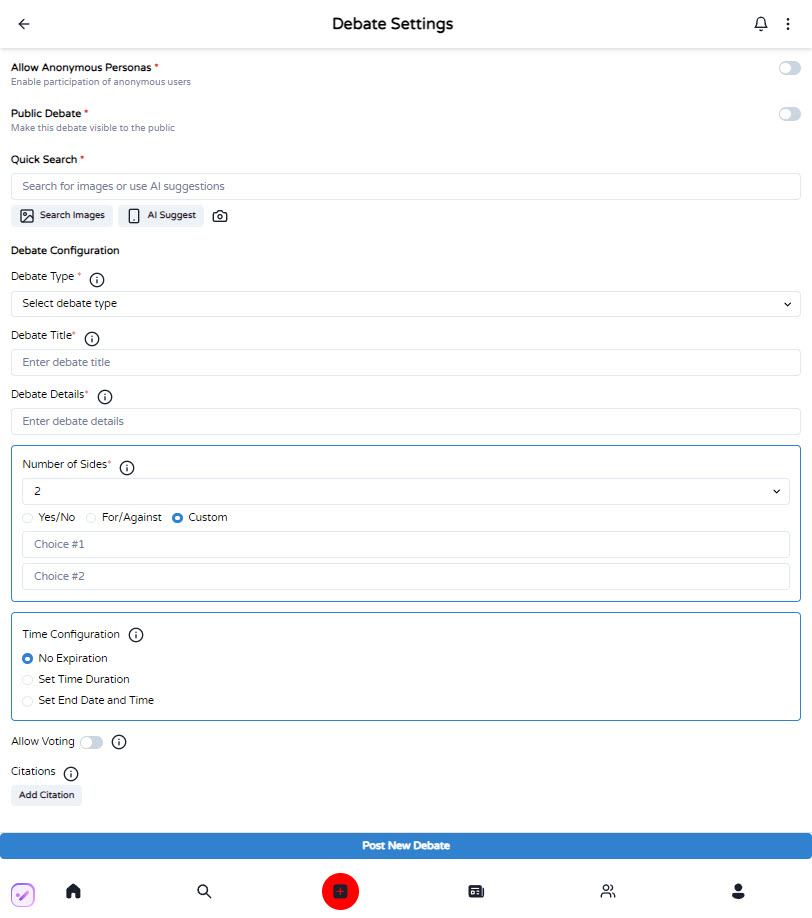 Debate Settings
Allow Anonymous Personas *
Enable participation of anonymous users
Public Debate *
Make this debate visible to the public
Quick Search *
Search for images or use AI suggestions
Search Images AI Suggest
Debate Configuration
Debate Type *
Select debate type
Debate Title*
Enter debate title
Debate Details*
Enter debate details
Number of Sides*
2
Yes/No For/Against Custom
Choice #1
Choice #2
Time Configuration
No Expiration
Set Time Duration
Set End Date and Time
Allow Voting
Citations
Add Citation
Post New Debate